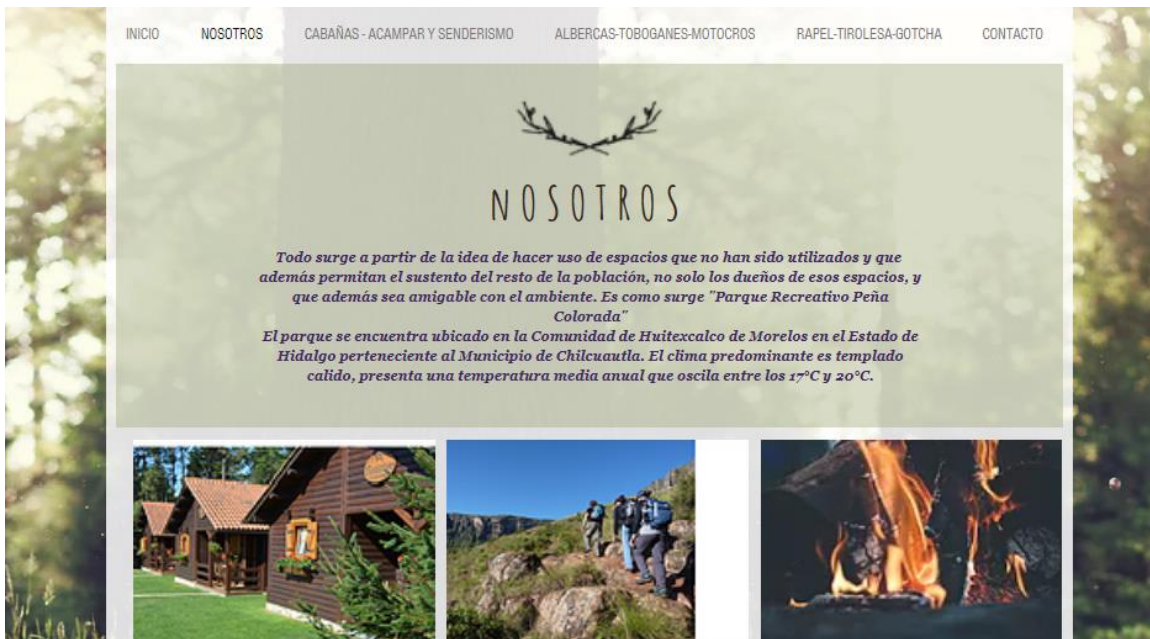 INICIO NOSOTROS CABAÑAS - ACAMPAR Y SENDERISMO ALBERCAS-TOBOGANES-MOTOCROS RAPEL-TIROLESA-GOTCHA CONTACTO
NOSOTROS
Todo surge a partir de la idea de hacer uso de espacios que no han sido utilizados y que
además permitan el sustento del resto de la población, no solo los dueños de esos espacios, y
que además sea amigable con el ambiente. Es como surge "Parque Recreativo Peña
Colorada"
El parque se encuentra ubicado en la Comunidad de Huitexcalco de Morelos en el Estado de
Hidalgo perteneciente al Municipio de Chilcuautla. El clima predominante es templado
calido, presenta una temperatura media anual que oscila entre los 17°C y 20°C.